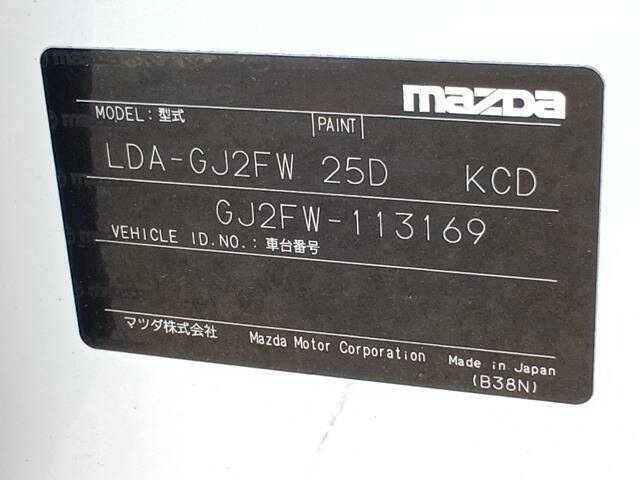 mazda
MODEL: 型式 PAINT
LDA-GJ2FW 25D KCD
GJ2FW-113169
VEHICLE ID.NO.: 車台番号
マツダ株式会社 Mazda Motor Corporation Made in Japan
(B38N)